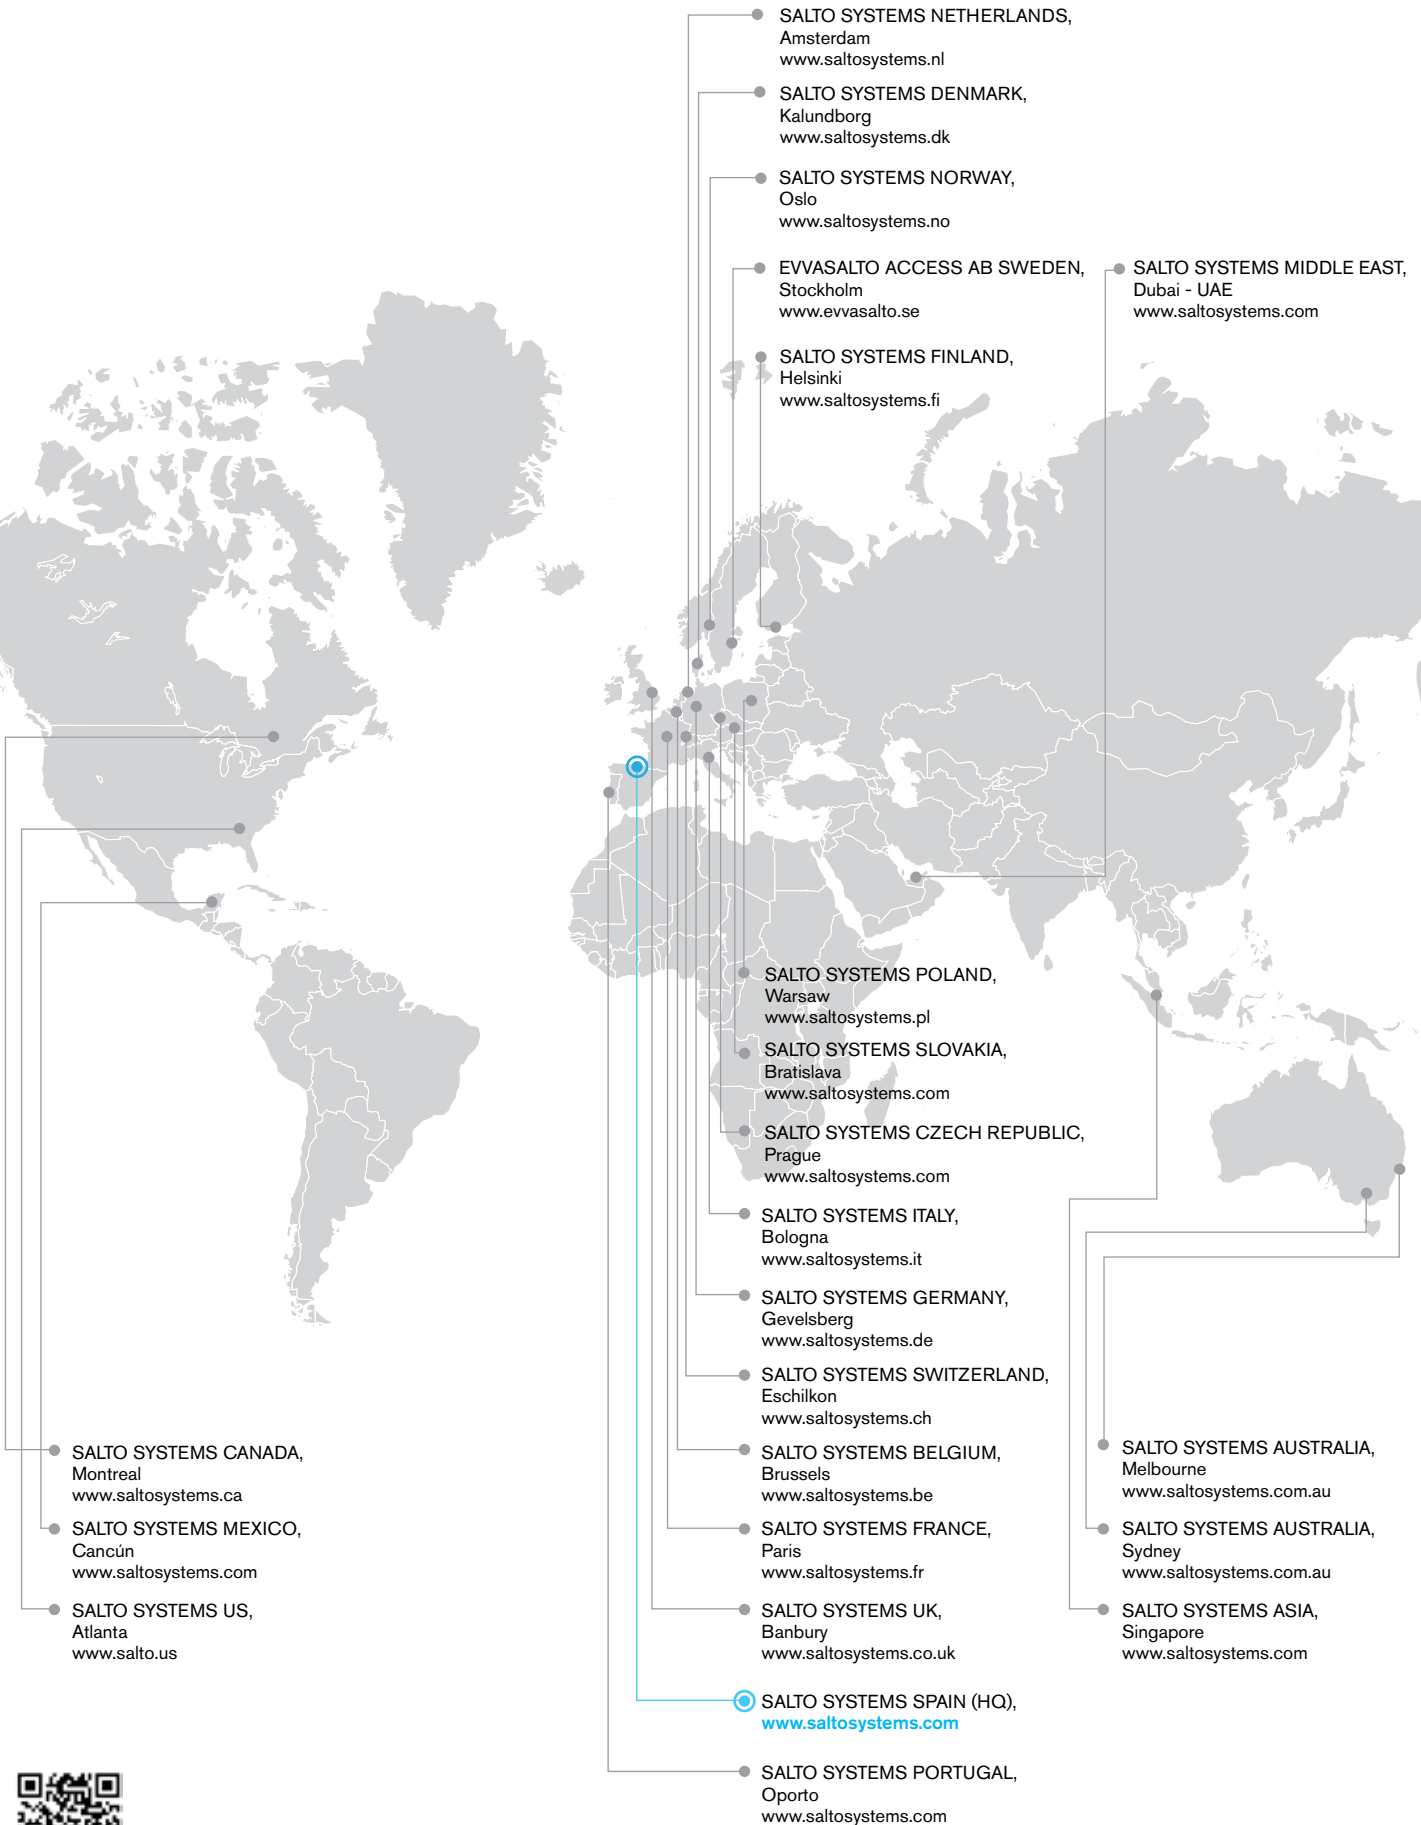 SALTO SYSTEMS NETHERLANDS,
Amsterdam
www.saltosystems.nl
SALTO SYSTEMS DENMARK,
Kalundborg
www.saltosystems.dk
SALTO SYSTEMS NORWAY,
Oslo
www.saltosystems.no
EVVASALTO ACCESS AB SWEDEN,
Stockholm
www.evvasalto.se
SALTO SYSTEMS MIDDLE EAST,
Dubai - UAE
www.saltosystems.com
SALTO SYSTEMS FINLAND,
Helsinki
www.saltosystems.fi
SALTO SYSTEMS POLAND,
Warsaw
www.saltosystems.pl
SALTO SYSTEMS SLOVAKIA,
Bratislava
www.saltosystems.com
SALTO SYSTEMS CZECH REPUBLIC,
Prague
www.saltosystems.com
SALTO SYSTEMS ITALY,
Bologna
www.saltosystems.it
SALTO SYSTEMS GERMANY,
Gevelsberg
www.saltosystems.de
SALTO SYSTEMS SWITZERLAND,
Eschilkon
www.saltosystems.ch
SALTO SYSTEMS BELGIUM,
Brussels
www.saltosystems.be
SALTO SYSTEMS FRANCE,
Paris
www.saltosystems.fr
SALTO SYSTEMS UK,
Banbury
www.saltosystems.co.uk
SALTO SYSTEMS SPAIN (HQ),
www.saltosystems.com
SALTO SYSTEMS PORTUGAL,
Oporto
www.saltosystems.com
SALTO SYSTEMS CANADA,
Montreal
www.saltosystems.ca
SALTO SYSTEMS MEXICO,
Cancún
www.saltosystems.com
SALTO SYSTEMS US,
Atlanta
www.salto.us
SALTO SYSTEMS AUSTRALIA,
Melbourne
www.saltosystems.com.au
SALTO SYSTEMS AUSTRALIA,
Sydney
www.saltosystems.com.au
SALTO SYSTEMS ASIA,
Singapore
www.saltosystems.com